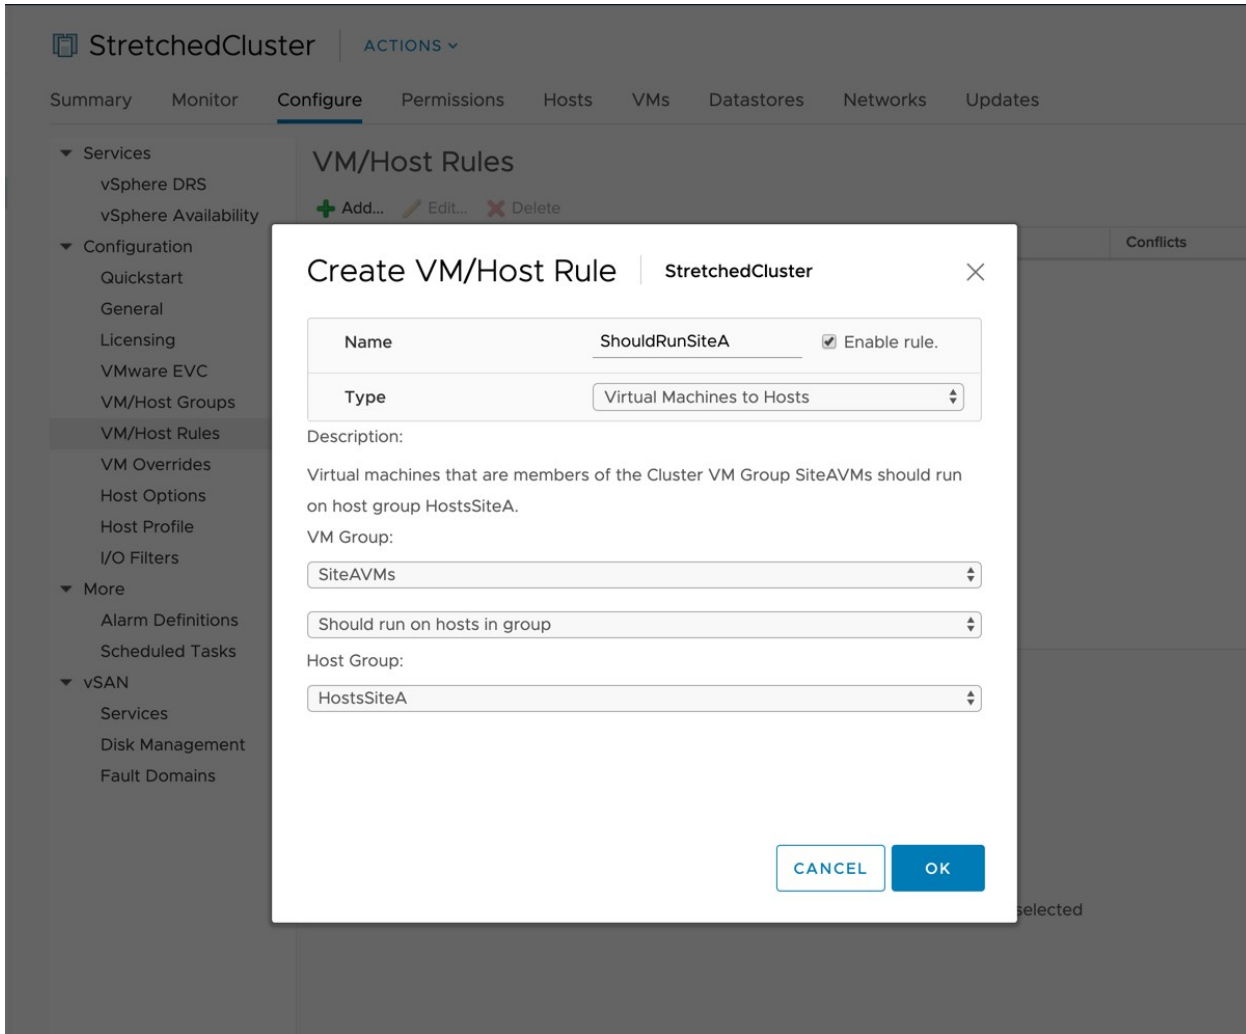 StretchedCluster ACTIONS
Summary Monitor Configure Permissions Hosts VMs Datastores Networks Updates
Services
vSphere DRS
vSphere Availability
Configuration
Quickstart
General
Licensing
VMware EVC
VM/Host Groups
VM/Host Rules
VM Overrides
Host Options
Host Profile
I/O Filters
More
Alarm Definitions
Scheduled Tasks
vSAN
Services
Disk Management
Fault Domains
VM/Host Rules
Add... Edit... Delete
Conflicts
Create VM/Host Rule StretchedCluster
Name ShouldRunSiteA Enable rule.
Type Virtual Machines to Hosts
Description:
Virtual machines that are members of the Cluster VM Group SiteAVMs should run
on host group HostsSiteA.
VM Group:
SiteAVMs
Should run on hosts in group
Host Group:
HostsSiteA
CANCEL OK
selected